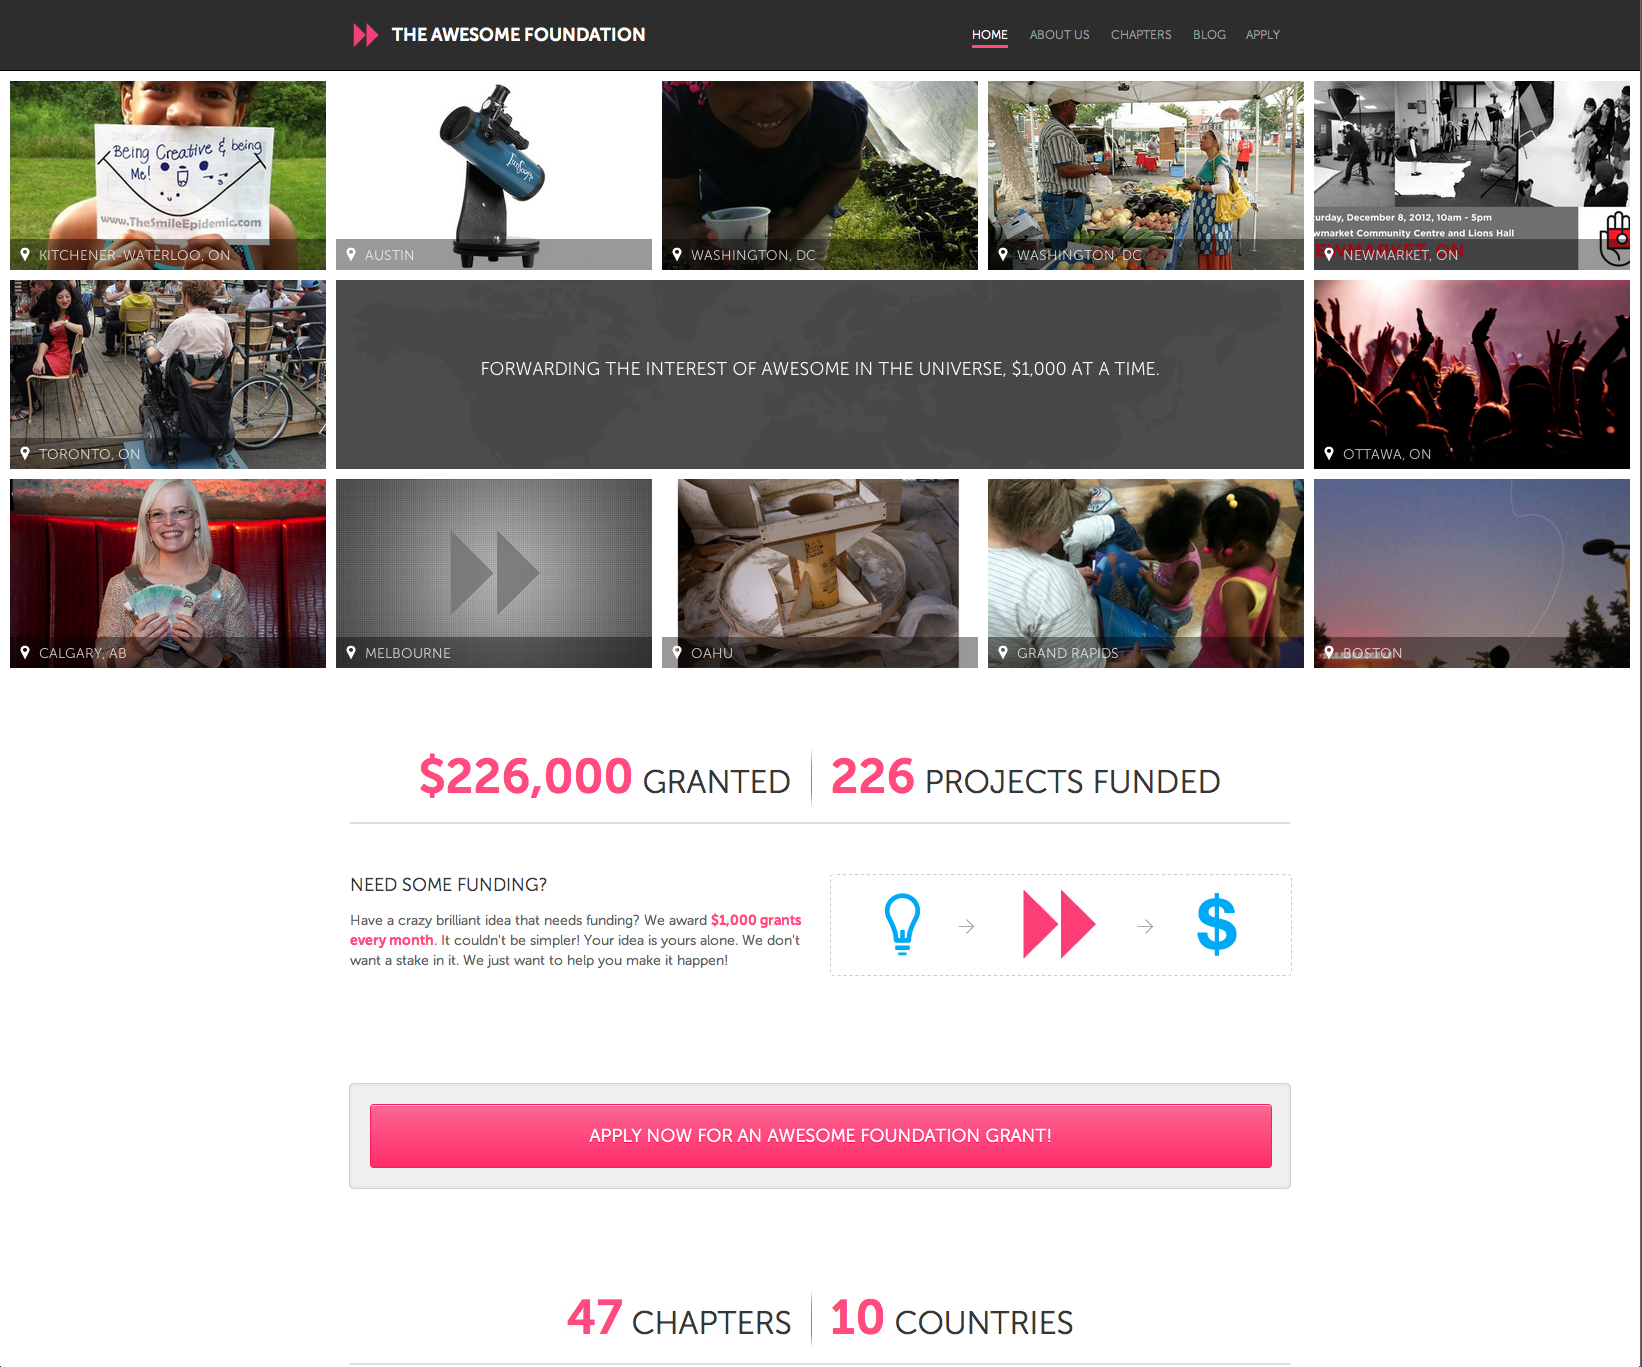 THE AWESOME FOUNDATION
HOME ABOUT US CHAPTERS BLOG APPLY
Being Creative & being
Me!
www.TheSmileEpidemic.com
KITCHENER-WATERLOO, ON
AUSTIN
WASHINGTON, DC
WASHINGTON, DC
urday, December 8, 2012, 10am - 5pm
wmarket Community Centre and Lions Hall
NEWMARKET, ON
TORONTO, ON
FORWARDING THE INTEREST OF AWESOME IN THE UNIVERSE, $1,000 AT A TIME.
OTTAWA, ON
CALGARY, AB
MELBOURNE
OAHU
GRAND RAPIDS
BOSTON
$226,000 GRANTED
226 PROJECTS FUNDED
NEED SOME FUNDING?
Have a crazy brilliant idea that needs funding? We award $1,000 grants
every month. It couldn't be simpler! Your idea is yours alone. We don't
want a stake in it. We just want to help you make it happen!
$
APPLY NOW FOR AN AWESOME FOUNDATION GRANT!
47 CHAPTERS
10 COUNTRIES